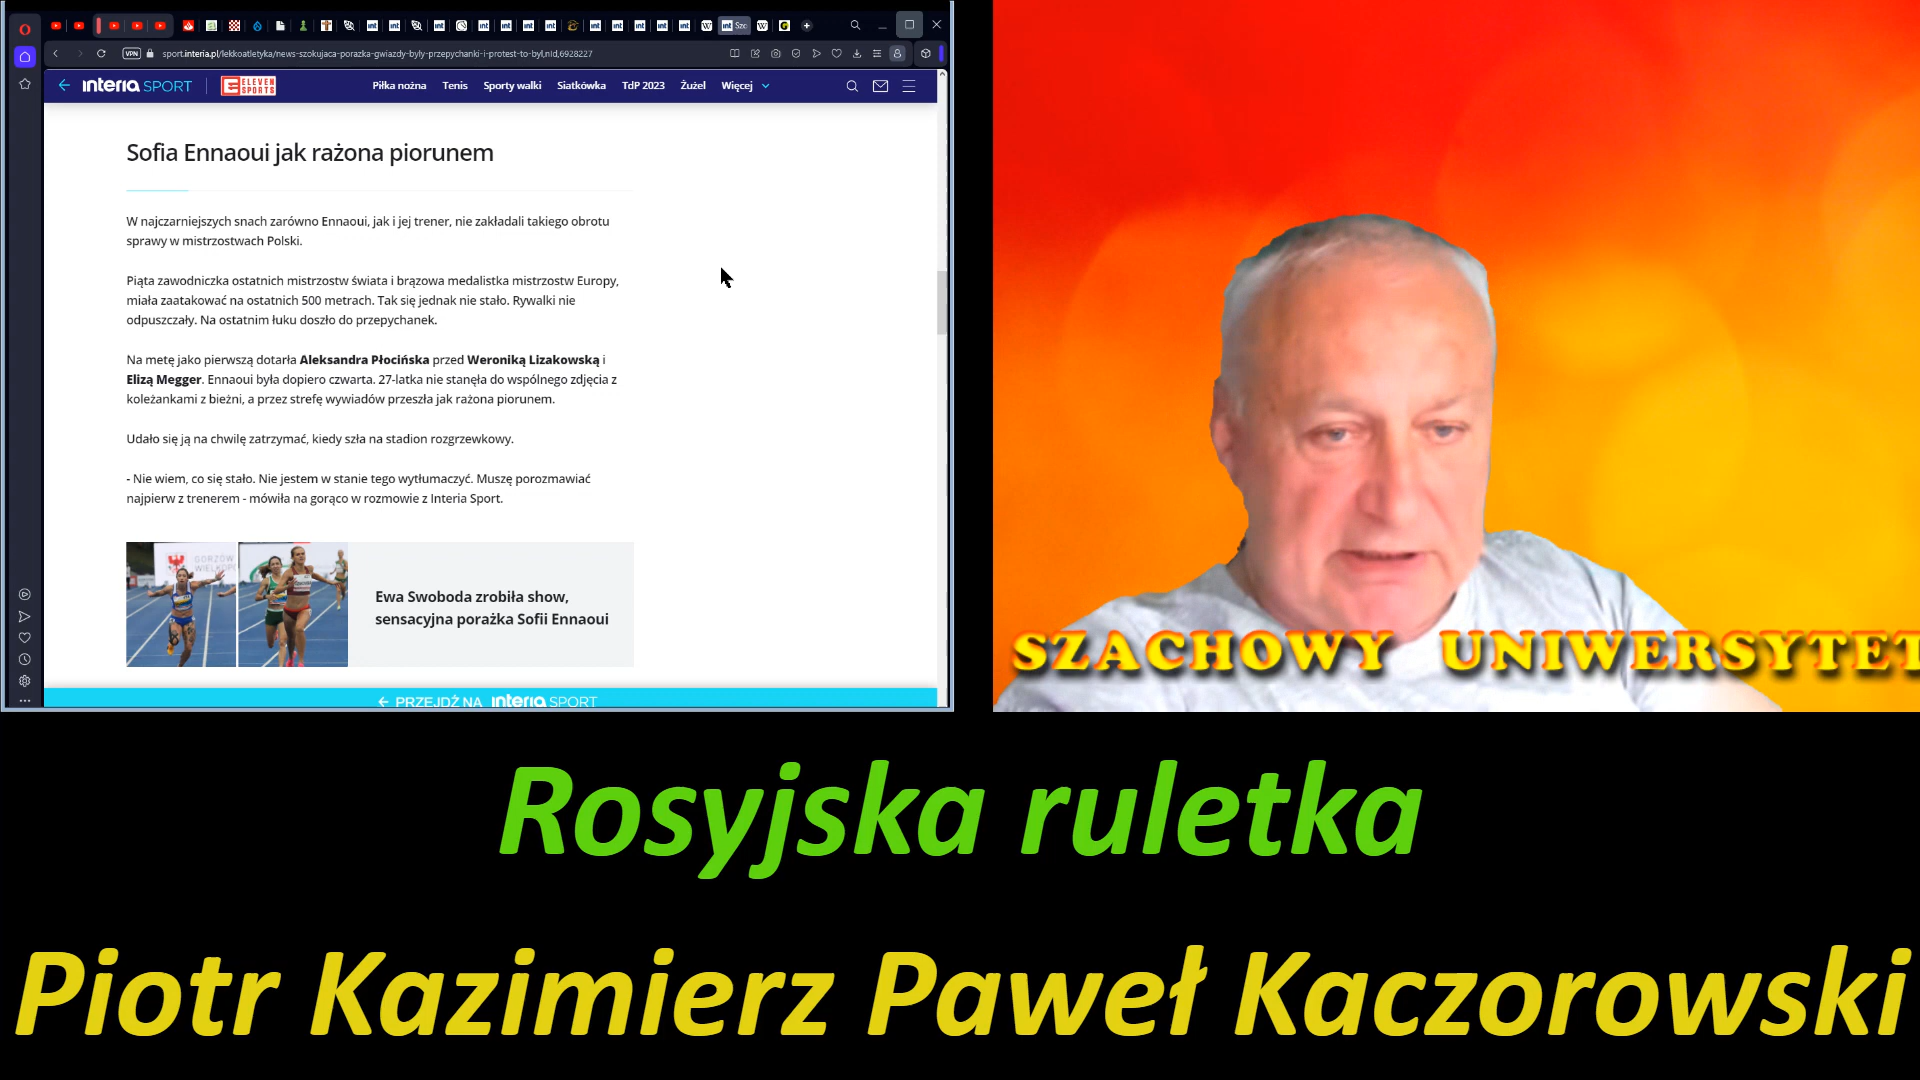 Szc
VPN
sport.interia.pl/lekkoatletyka/news-szokujaca-porazka-gwiazdy-byly-przepychanki-i-protest-to-byl,nId,6928227
interia SPORT
ELEVEN SPORTS
Piłka nożna Tenis Sporty walki Siatkówka TdP 2023 Żużel Więcej
Sofia Ennaoui jak rażona piorunem
W najczarniejszych snach zarówno Ennaoui, jak i jej trener, nie zakładali takiego obrotu
sprawy w mistrzostwach Polski.
Piąta zawodniczka ostatnich mistrzostw świata i brązowa medalistka mistrzostw Europy,
miała zaatakować na ostatnich 500 metrach. Tak się jednak nie stało. Rywalki nie
odpuszczały. Na ostatnim łuku doszło do przepychanek.
Na metę jako pierwszą dotarła Aleksandra Płocińska przed Weroniką Lizakowską i
Elizą Megger. Ennaoui była dopiero czwarta. 27-latka nie stanęła do wspólnego zdjęcia z
koleżankami z bieżni, a przez strefę wywiadów przeszła jak rażona piorunem.
Udało się ją na chwilę zatrzymać, kiedy szła na stadion rozgrzewkowy.
- Nie wiem, co się stało. Nie jestem w stanie tego wytłumaczyć. Muszę porozmawiać
najpierw z trenerem - mówiła na gorąco w rozmowie z Interia Sport.
GORZÓW
WIELKOP
Ewa Swoboda zrobiła show,
sensacyjna porażka Sofii Ennaoui
PRZEJDŹ NA interia SPORT
SZACHOWY UNIWERSYTET
Rosyjska ruletka
Piotr Kazimierz Paweł Kaczorowski